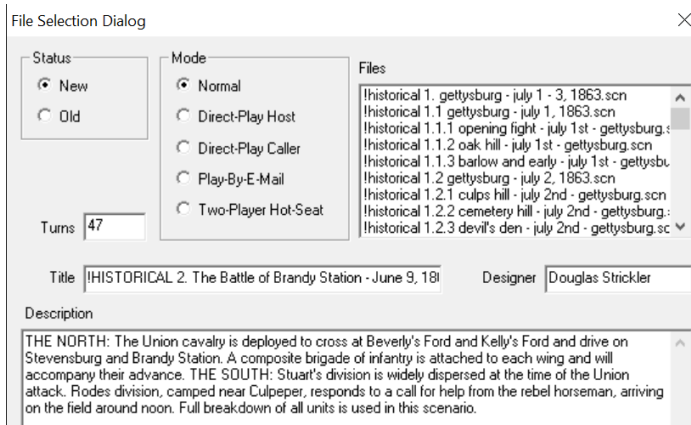 File Selection Dialog
Status
New
Old
Turns 47
Mode
Normal
Direct-Play Host
Direct-Play Caller
Play-By-E-Mail
Two-Player Hot-Seat
Files
!historical 1. gettysburg - july 1 - 3, 1863.scn
!historical 1.1 gettysburg - july 1, 1863.scn
!historical 1.1.1 opening fight - july 1st - gettysburg.s
!historical 1.1.2 oak hill - july 1st - gettysburg.scn
!historical 1.1.3 barlow and early - july 1st - gettysbu
!historical 1.2 gettysburg - july 2, 1863.scn
!historical 1.2.1 culps hill - july 2nd - gettysburg.scn
!historical 1.2.2 cemetery hill - july 2nd - gettysburg.
!historical 1.2.3 devil's den - july 2nd - gettysburg.sc
Title !HISTORICAL 2. The Battle of Brandy Station - June 9, 18
Designer Douglas Strickler
Description
THE NORTH: The Union cavalry is deployed to cross at Beverly's Ford and Kelly's Ford and drive on
Stevensburg and Brandy Station. A composite brigade of infantry is attached to each wing and will
accompany their advance. THE SOUTH: Stuart's division is widely dispersed at the time of the Union
attack. Rodes division, camped near Culpeper, responds to a call for help from the rebel horseman, arriving
on the field around noon. Full breakdown of all units is used in this scenario.